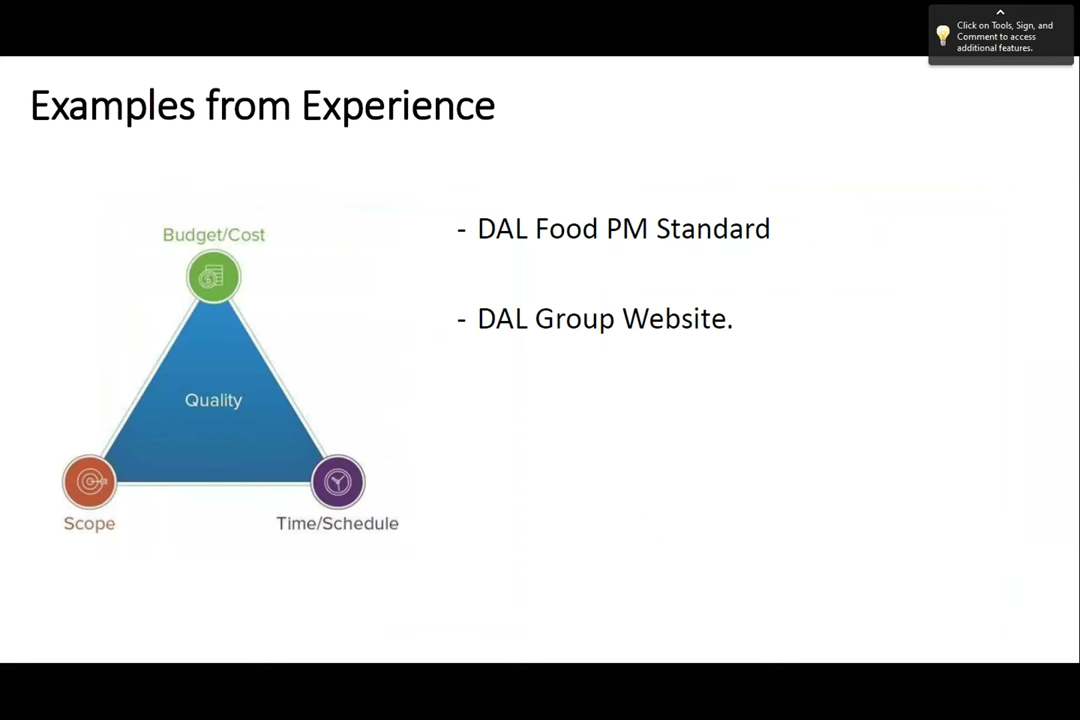 Click on Tools, Sign, and
Comment to access
additional features.
Examples from Experience
Budget/Cost
Quality
Scope
Time/Schedule
- DAL Food PM Standard
- DAL Group Website.